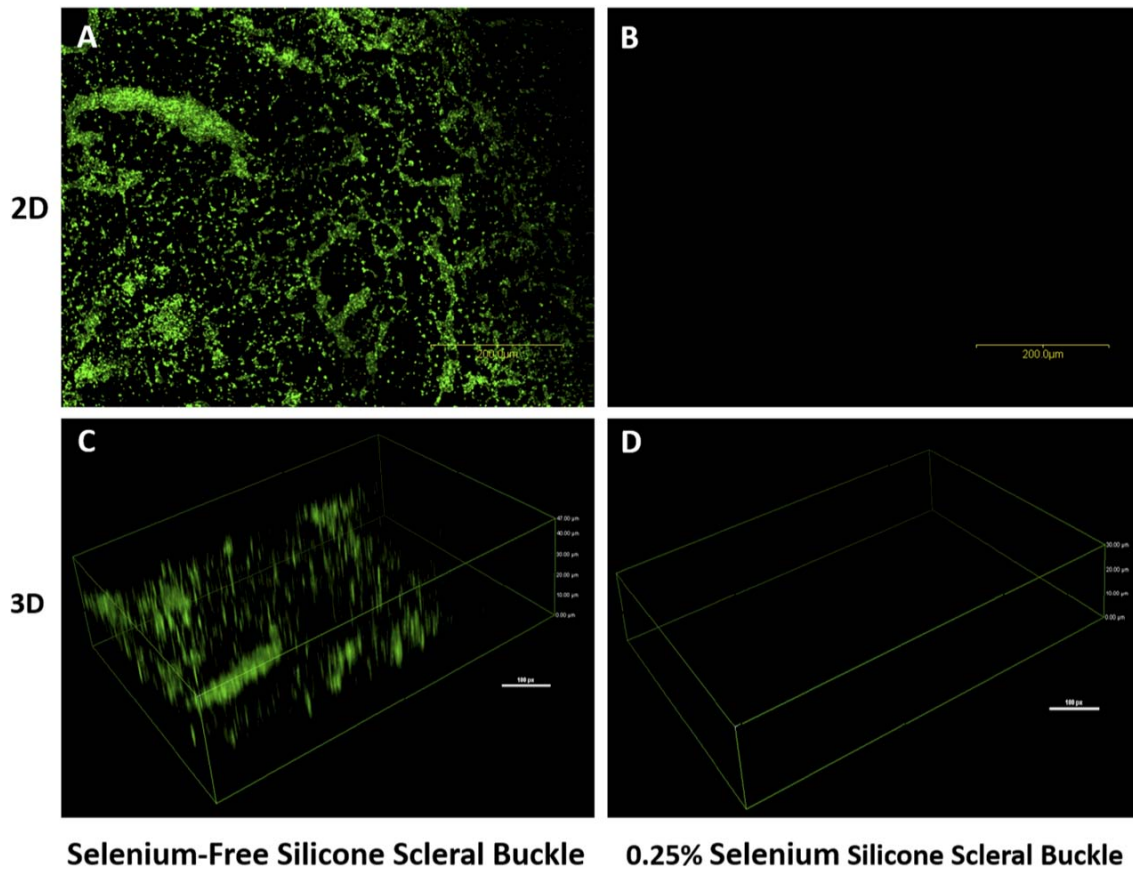 A
B
2D
200.0µm
200.0µm
C
D
47.00 µm
40.00 µm
30.00 µm
20.00 µm
10.00 µm
0.00 µm
30.00 µm
20.00 µm
10.00 µm
0.00 µm
3D
100 px
100 px
Selenium-Free Silicone Scleral Buckle
0.25% Selenium Silicone Scleral Buckle